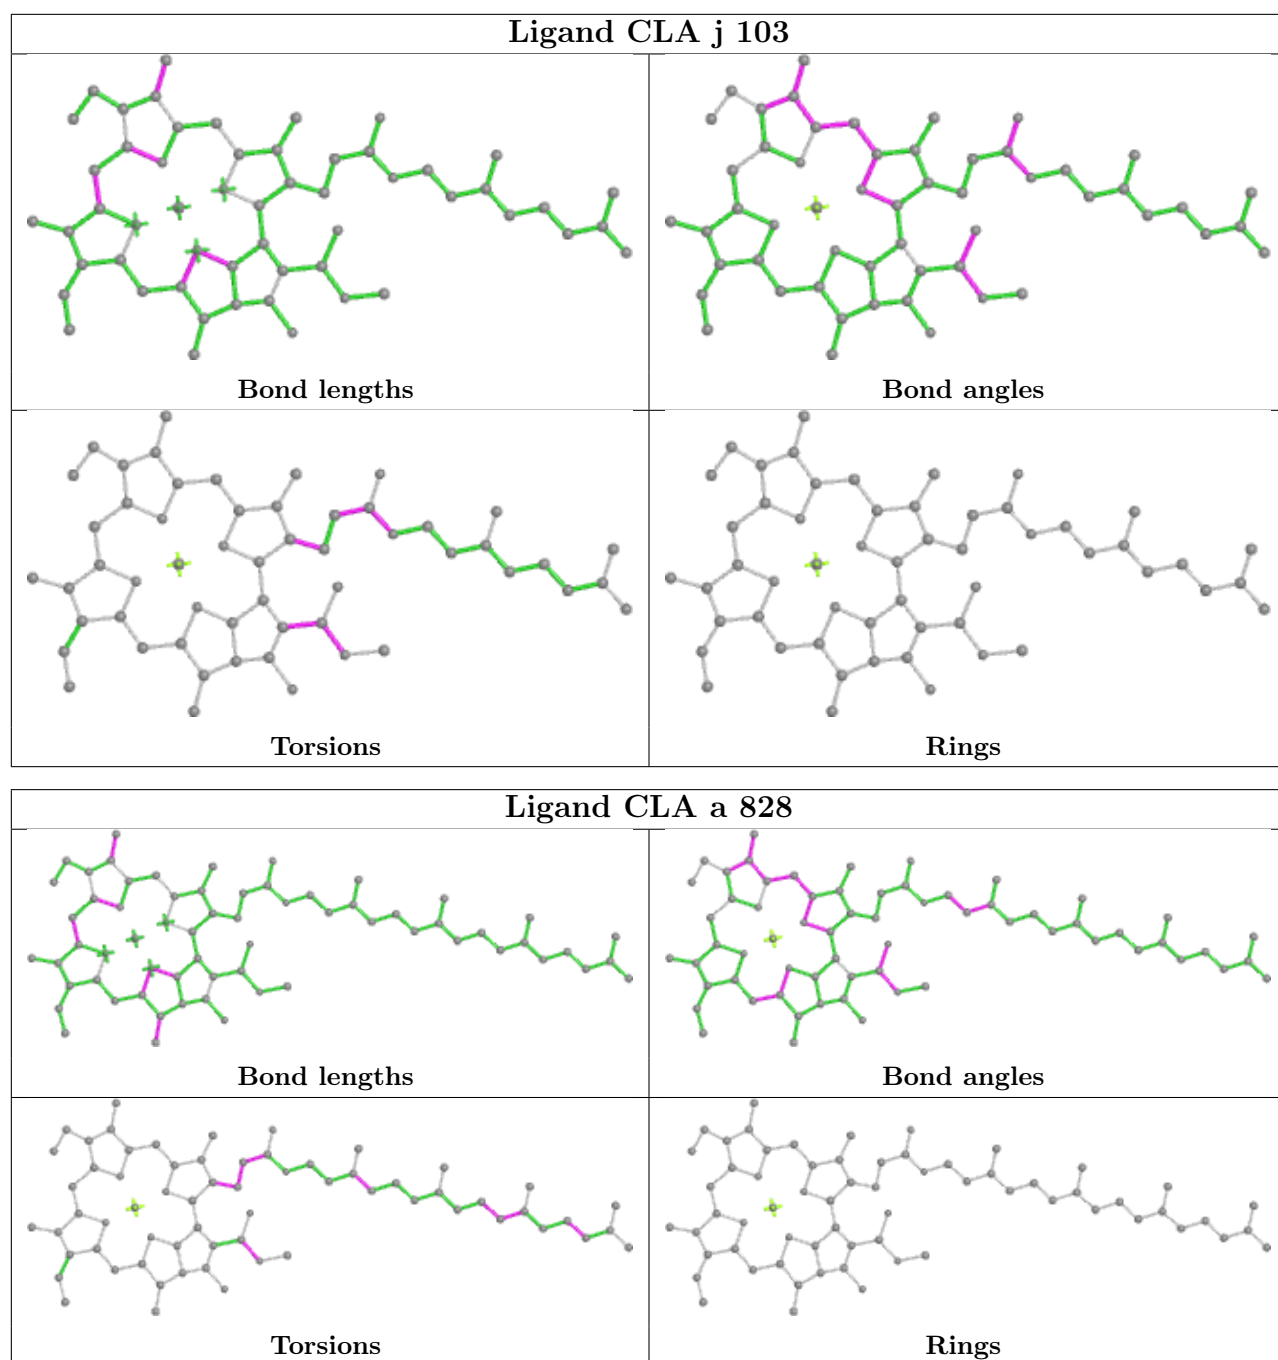 Ligand CLA j 103
Bond lengths
Bond angles
Torsions
Rings
Ligand CLA a 828
Bond lengths
Bond angles
Torsions
Rings